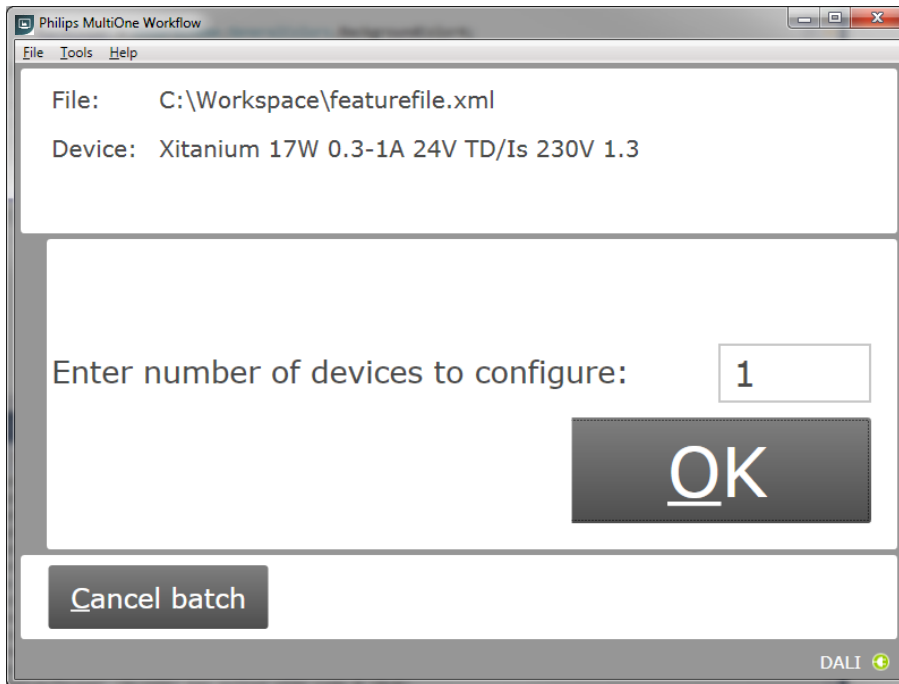 Philips MultiOne Workflow
File Tools Help
File: C:\Workspace\featurefile.xml
Device: Xitanium 17W 0.3-1A 24V TD/Is 230V 1.3
Enter number of devices to configure: 1
OK
Cancel batch
DALI